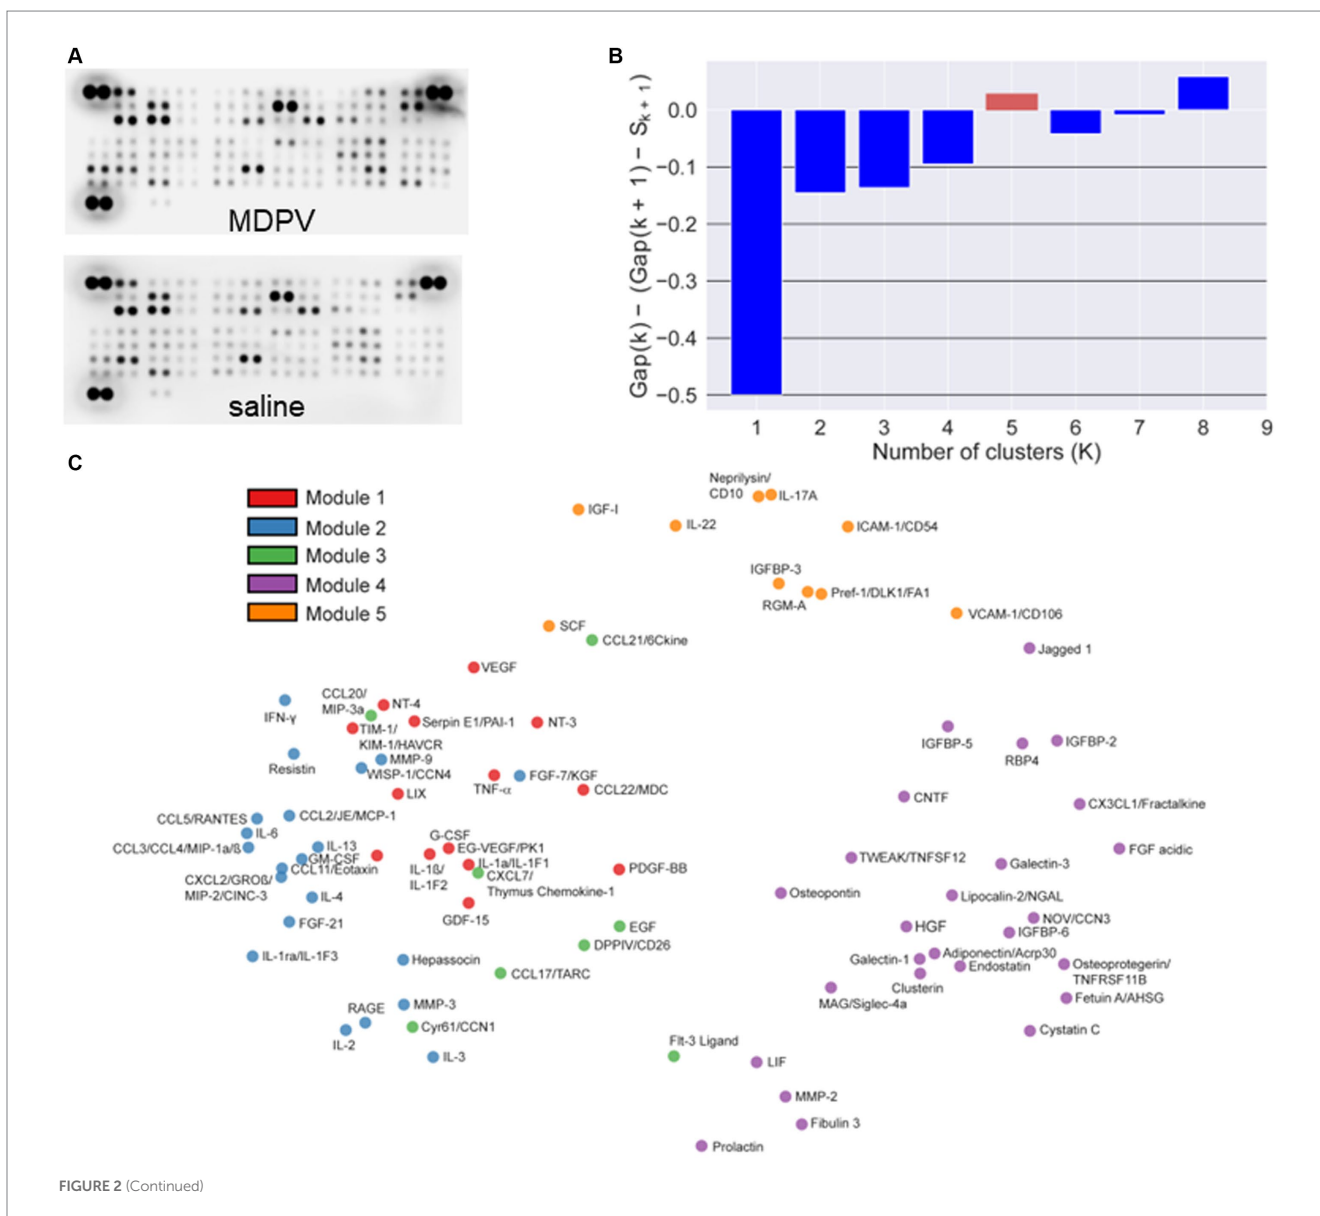 A
MDPV
saline
B
Gap(k) − (Gap(k + 1) − Sk + 1)
0.0
−0.1
−0.2
−0.3
−0.4
−0.5
1 2 3 4 5 6 7 8 9
Number of clusters (K)
C
Module 1
Module 2
Module 3
Module 4
Module 5
Neprilysin/
CD10
IL-17A
IGF-I
IL-22
ICAM-1/CD54
IGFBP-3
RGM-A
Pref-1/DLK1/FA1
VCAM-1/CD106
SCF
CCL21/6Ckine
Jagged 1
VEGF
CCL20/
MIP-3a
NT-4
IFN-γ
Serpin E1/PAI-1
NT-3
TIM-1/
KIM-1/HAVCR
IGFBP-5
RBP4
IGFBP-2
MMP-9
Resistin
WISP-1/CCN4
TNF-α
FGF-7/KGF
LIX
CCL22/MDC
CNTF
CX3CL1/Fractalkine
CCL5/RANTES
CCL2/JE/MCP-1
IL-6
G-CSF
CCL3/CCL4/MIP-1a/ß
IL-13
EG-VEGF/PK1
FGF acidic
GM-CSF
IL-1a/IL-1F1
TWEAK/TNFSF12
Galectin-3
CCL11/Eotaxin
IL-1ß/
IL-1F2
PDGF-BB
CXCL2/GROß/
MIP-2/CINC-3
CXCL7/
Thymus Chemokine-1
Osteopontin
Lipocalin-2/NGAL
IL-4
GDF-15
NOV/CCN3
FGF-21
EGF
HGF
IGFBP-6
DPPIV/CD26
IL-1ra/IL-1F3
Hepassocin
Galectin-1
Adiponectin/Acrp30
Endostatin
Osteoprotegerin/
TNFRSF11B
CCL17/TARC
Clusterin
MAG/Siglec-4a
Fetuin A/AHSG
RAGE
MMP-3
IL-2
Cyr61/CCN1
Cystatin C
Flt-3 Ligand
IL-3
LIF
MMP-2
Fibulin 3
Prolactin
FIGURE 2 (Continued)